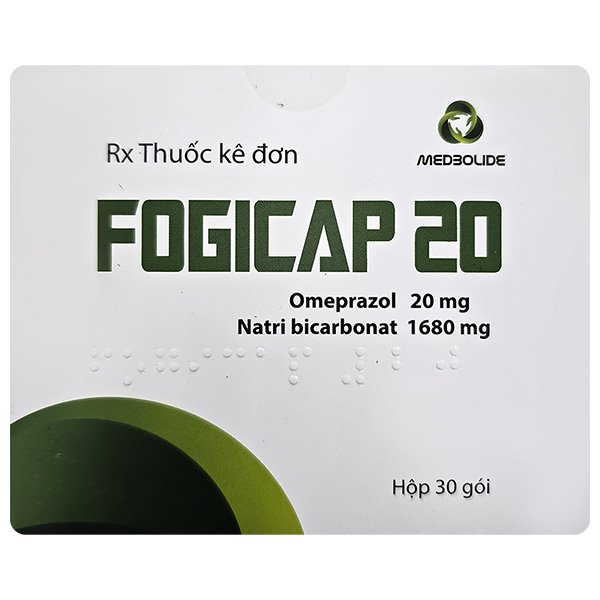 MEDBOLIDE
Rx Thuốc kê đơn
FOGICAP 20
Omeprazol 20 mg
Natri bicarbonat 1680 mg
Hộp 30 gói